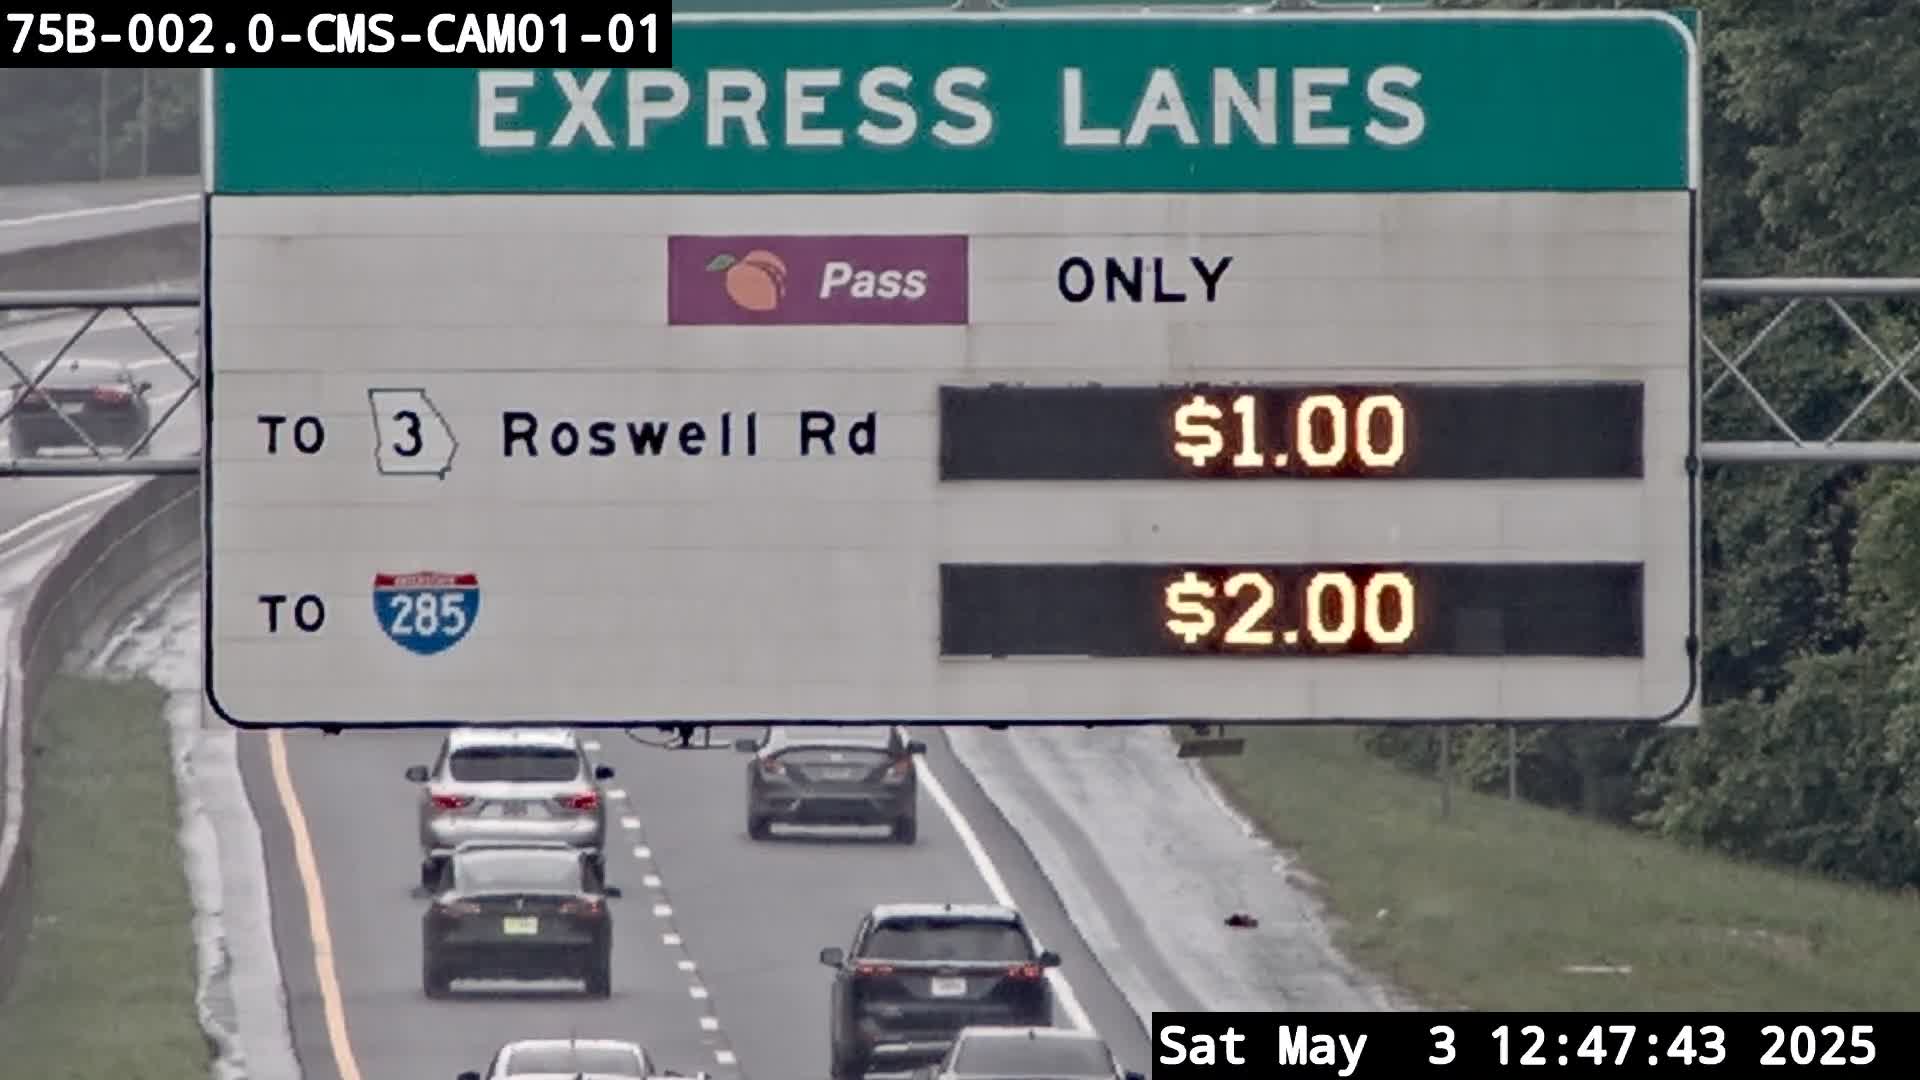 75B-002.0-CMS-CAM01-01
EXPRESS LANES
Pass ONLY
TO 3 Roswell Rd $1.00
TO 285 $2.00
Sat May 3 12:47:43 2025